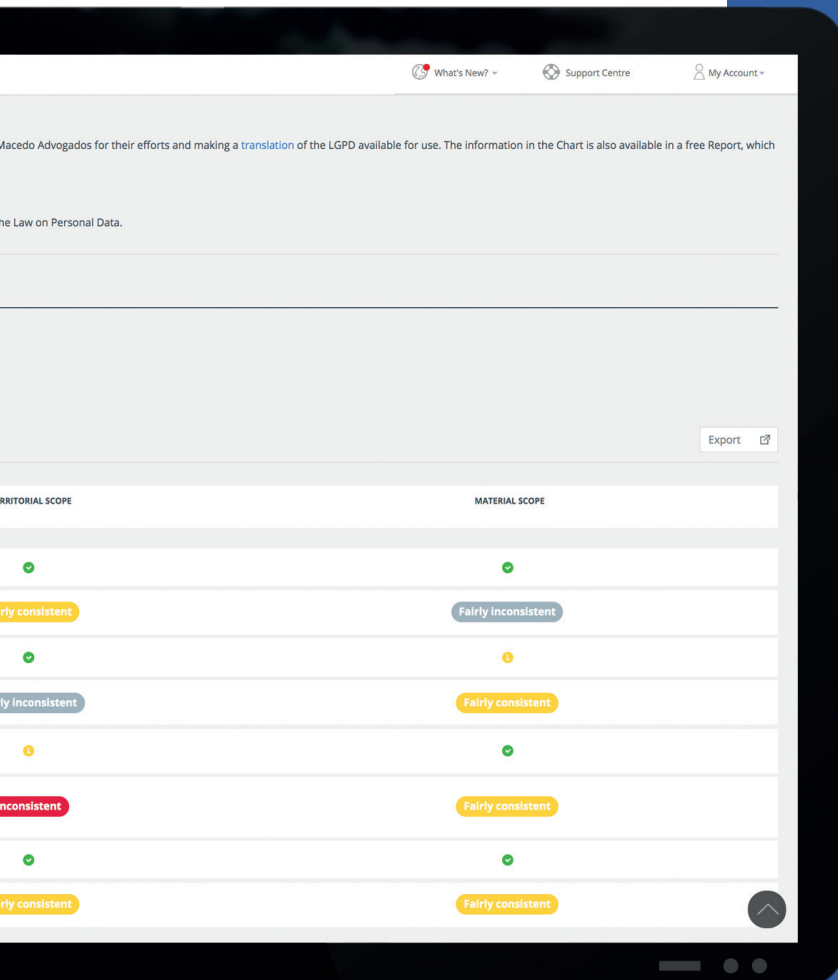 What's New?
Support Centre
My Account
Macedo Advogados for their efforts and making a translation of the LGPD available for use. The information in the Chart is also available in a free Report, which
he Law on Personal Data.
Export
RRITORIAL SCOPE MATERIAL SCOPE
rly consistent Fairly inconsistent
ly inconsistent Fairly consistent
nconsistent Fairly consistent
rly consistent Fairly consistent